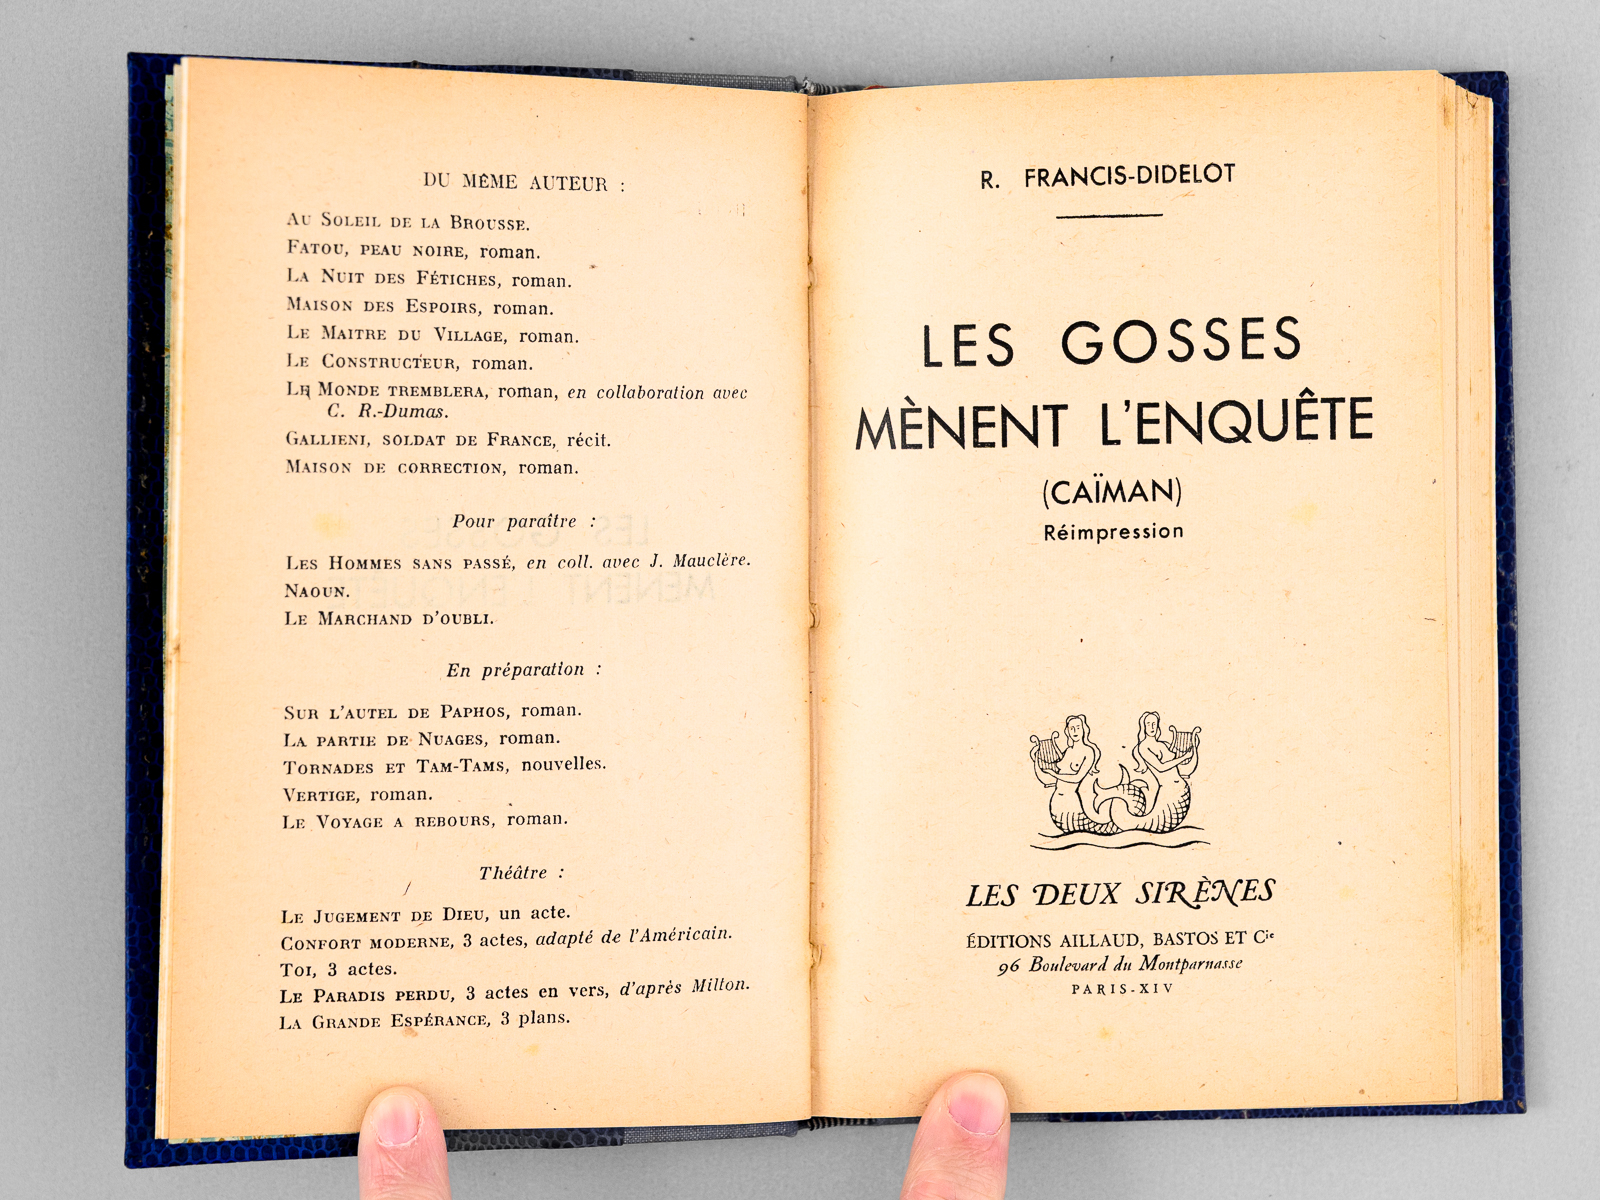 DU MÊME AUTEUR :
AU SOLEIL DE LA BROUSSE.
FATOU, PEAU NOIRE, roman.
LA NUIT DES FÉTICHES, roman.
MAISON DES ESPOIRS, roman.
LE MAITRE DU VILLAGE, roman.
LE CONSTRUCTEUR, roman.
LE MONDE TREMBLERA, roman, en collaboration avec
C. R.-Dumas.
GALLIENI, SOLDAT DE FRANCE, récit.
MAISON DE CORRECTION, roman.
Pour paraître :
LES HOMMES SANS PASSÉ, en coll. avec J. Mauclère.
NAOUN.
LE MARCHAND D'OUBLI.
En préparation :
SUR L'AUTEL DE PAPHOS, roman.
LA PARTIE DE NUAGES, roman.
TORNADES ET TAM-TAMS, nouvelles.
VERTIGE, roman.
LE VOYAGE A REBOURS, roman.
Théâtre :
LE JUGEMENT DE DIEU, un acte.
CONFORT MODERNE, 3 actes, adapté de l'Américain.
TOI, 3 actes.
LE PARADIS PERDU, 3 actes en vers, d'après Milton.
LA GRANDE ESPÉRANCE, 3 plans.
R. FRANCIS-DIDELOT
LES GOSSES
MÈNENT L'ENQUÊTE
(CAÏMAN)
Réimpression
LES DEUX SIRÈNES
ÉDITIONS AILLAUD, BASTOS ET Cie
96 Boulevard du Montparnasse
PARIS-XIV